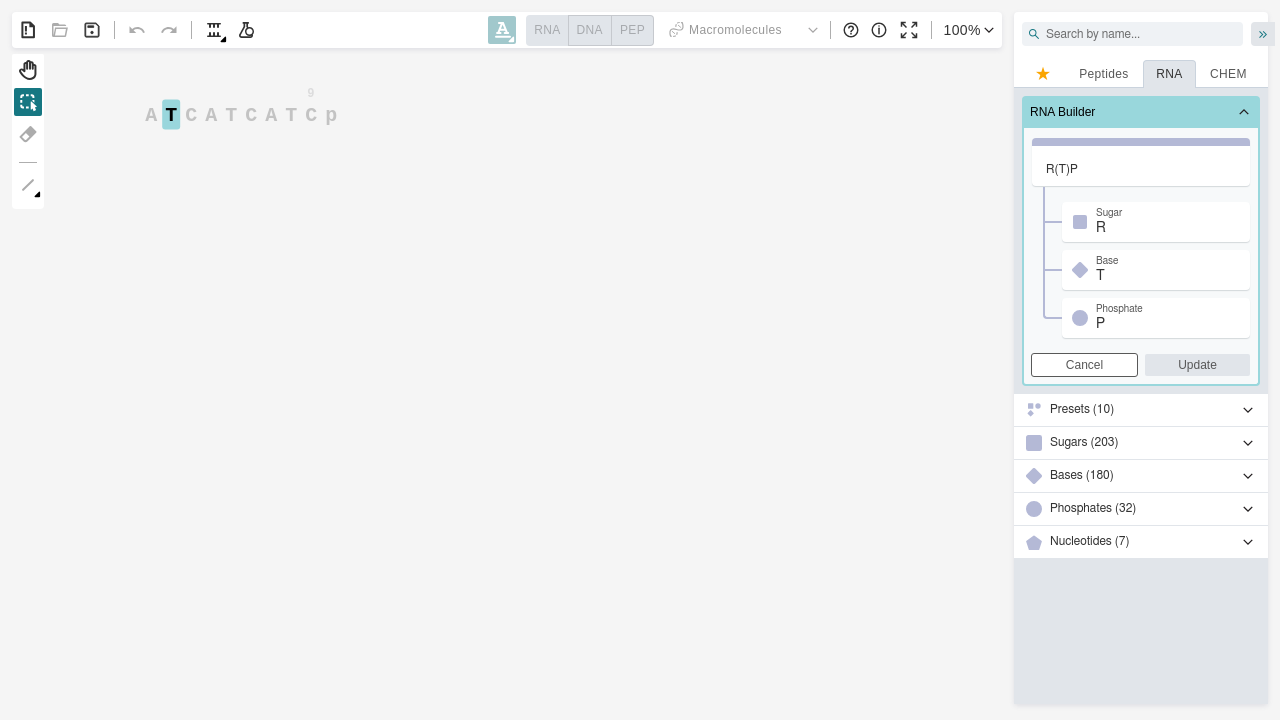 A RNA DNA PEP Macromolecules 100%
Search by name...
Peptides RNA CHEM
9
A T C A T C A T C p
RNA Builder
R(T)P
Sugar
R
Base
T
Phosphate
P
Cancel Update
Presets (10)
Sugars (203)
Bases (180)
Phosphates (32)
Nucleotides (7)